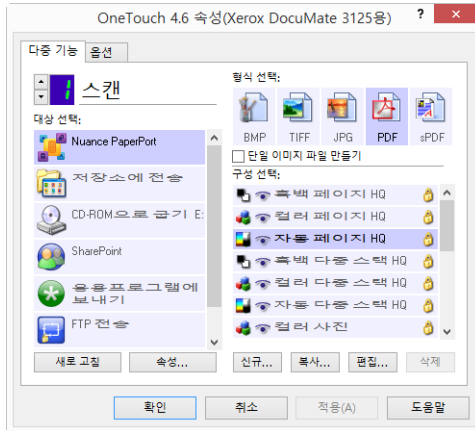 OneTouch 4.6 속성(Xerox DocuMate 3125용)
? ×
다중 기능
옵션
1
스캔
대상 선택:
Nuance PaperPort
저장소에 전송
CD-ROM으로 굽기 E:
SharePoint
응용프로그램에
보내기
FTP 전송
새로 고침
속성...
형식 선택:
BMP
TIFF
JPG
PDF
sPDF
단일 이미지 파일 만들기
구성 선택:
흑백 페이지 HQ
컬러 페이지 HQ
자동 페이지 HQ
흑백 다중 스택 HQ
컬러 다중 스택 HQ
자동 다중 스택 HQ
컬러 사진
신규...
복사...
편집...
삭제
확인
취소
적용(A)
도움말